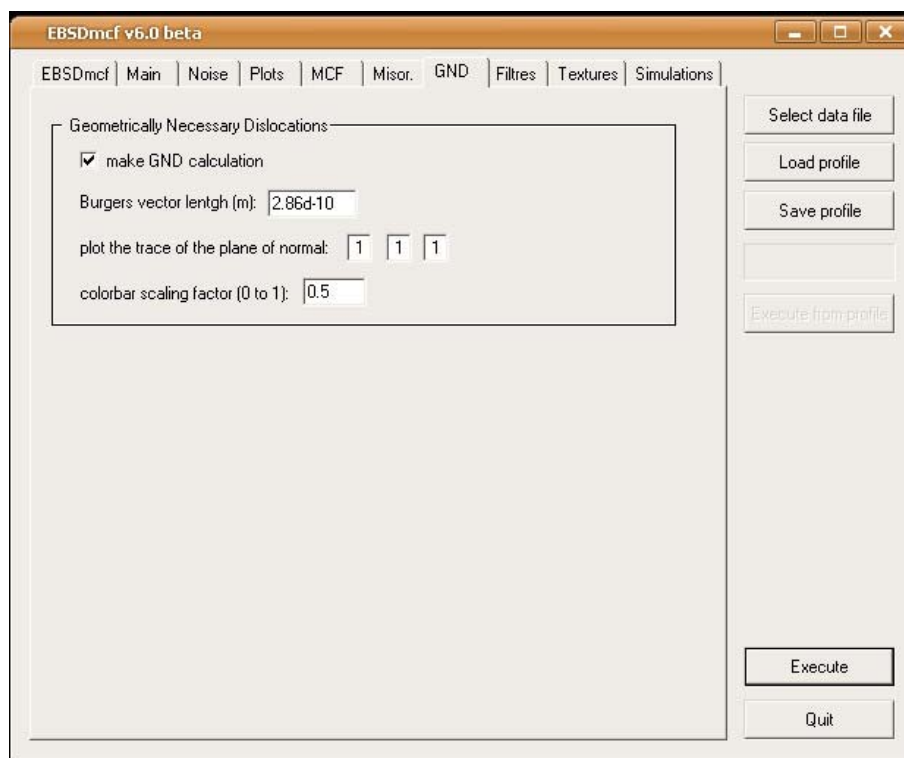 EBSDmcf v6.0 beta
EBSDmcf Main Noise Plots MCF Misor. GND Filtres Textures Simulations
Geometrically Necessary Dislocations
make GND calculation
Burgers vector lentgh (m): 2.86d-10
plot the trace of the plane of normal: 1 1 1
colorbar scaling factor (0 to 1): 0.5
Select data file
Load profile
Save profile
Execute from profile
Execute
Quit